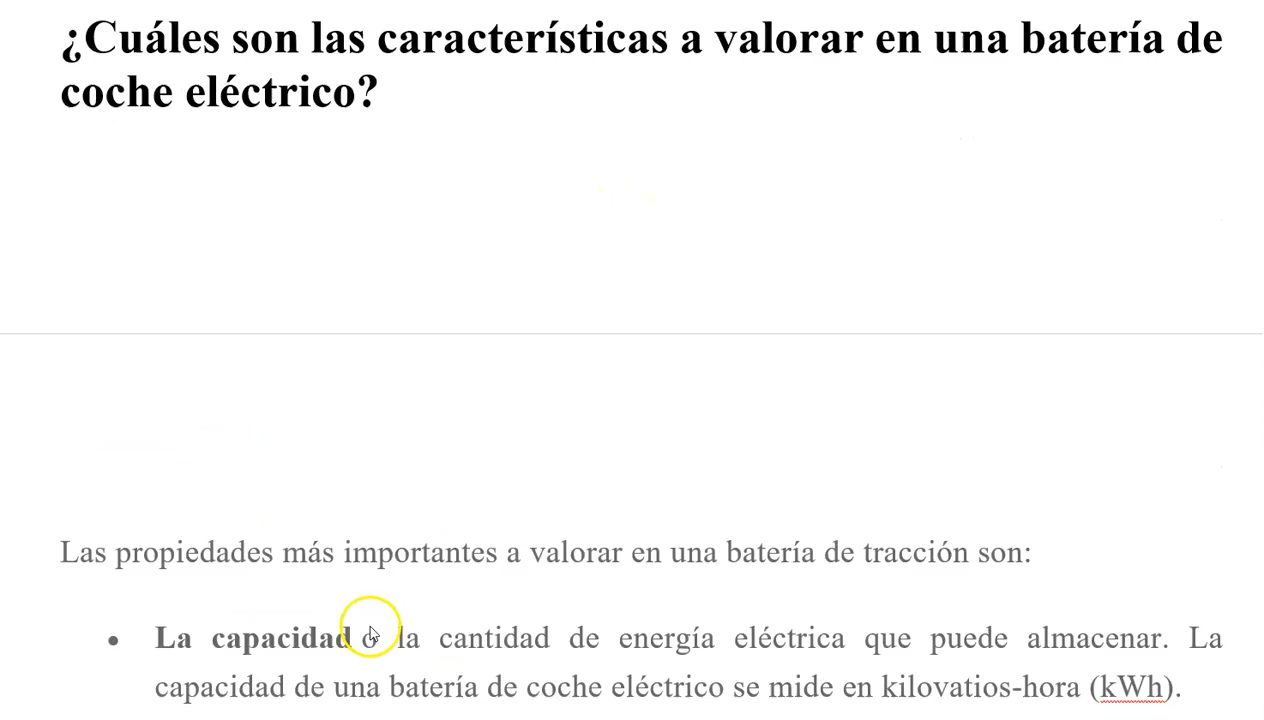 ¿Cuáles son las características a valorar en una batería de
coche eléctrico?
Las propiedades más importantes a valorar en una batería de tracción son:
• La capacidad o la cantidad de energía eléctrica que puede almacenar. La
capacidad de una batería de coche eléctrico se mide en kilovatios-hora (kWh).